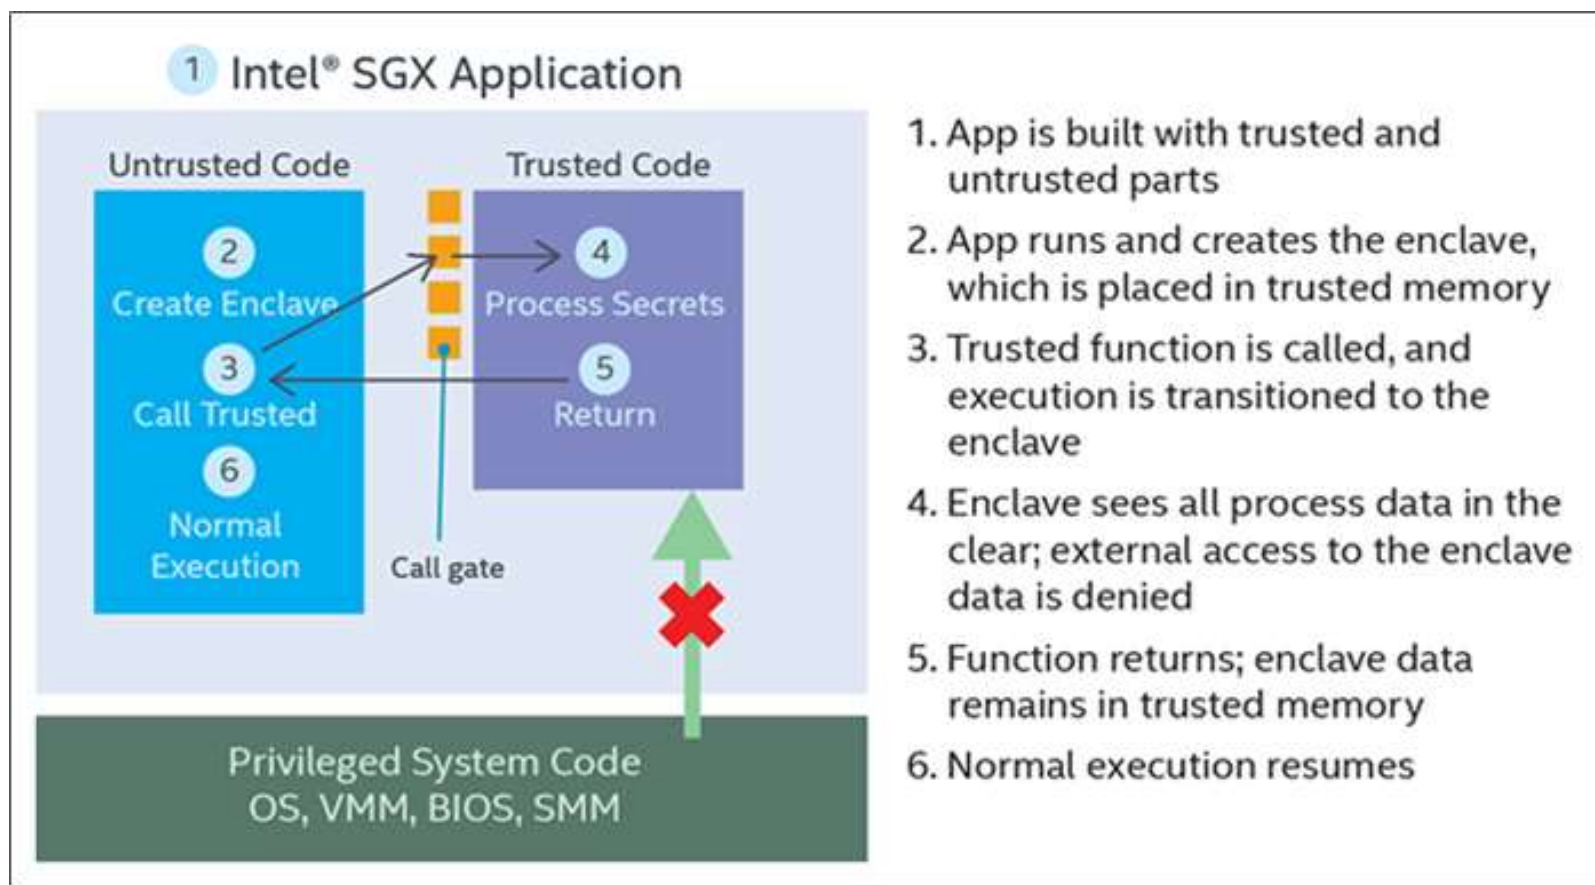 1 Intel® SGX Application
Untrusted Code
Trusted Code
2
Create Enclave
3
Call Trusted
6
Normal
Execution
4
Process Secrets
5
Return
Call gate
Privileged System Code
OS, VMM, BIOS, SMM
1. App is built with trusted and
untrusted parts
2. App runs and creates the enclave,
which is placed in trusted memory
3. Trusted function is called, and
execution is transitioned to the
enclave
4. Enclave sees all process data in the
clear; external access to the enclave
data is denied
5. Function returns; enclave data
remains in trusted memory
6. Normal execution resumes